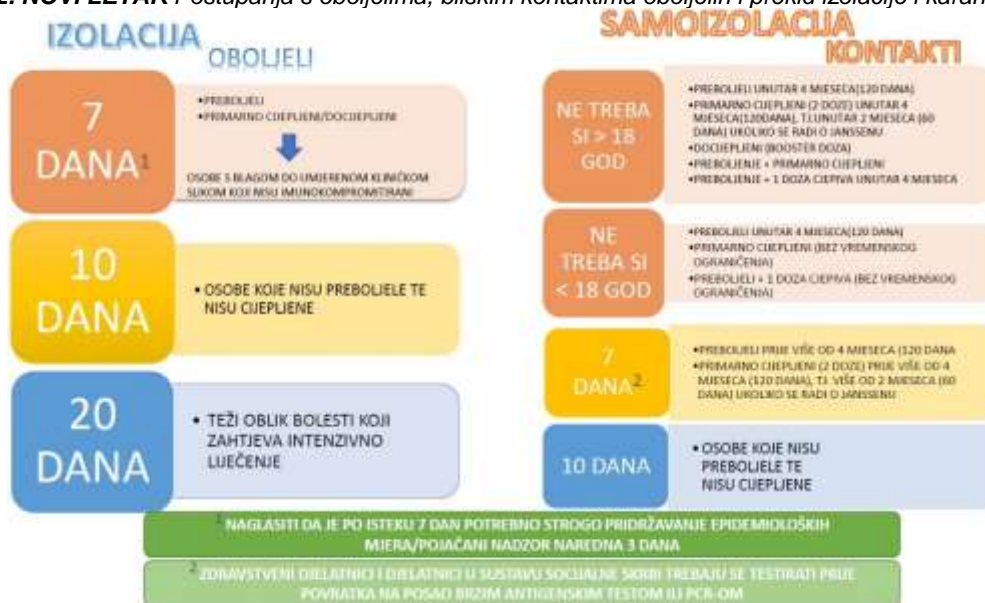 NOVI LETAK Postupanja s oboljelima, bliskim kontaktima oboljelih i prekid izolacije i karan
IZOLACIJA
OBOLJELI
7
DANA¹
•PREBOLJELI
•PRIMARNO CIJEPLJENI/DOCIJEPLJENI
OSOBE S BLAGOM DO UMJERENOM KLINIČKOM
SLIKOM KOJI NISU IMUNOKOMPROMITIRANI
10
DANA
• OSOBE KOJE NISU PREBOLJELE TE
NISU CIJEPLJENE
20
DANA
• TEŽI OBLIK BOLESTI KOJI
ZAHTJEVA INTENZIVNO
LIJEČENJE
SAMOIZOLACIJA
KONTAKTI
NE TREBA
SI > 18
GOD
•PREBOLJELI UNUTAR 4 MJESECA(120 DANA)
•PRIMARNO CIJEPLJENI (2 DOZE) UNUTAR 4
MJESECA(120DANA), T.J.UNUTAR 2 MJESECA (60
DANA) UKOLIKO SE RADI O JANSSENU
•DOCIJEPLJENI (BOOSTER DOZA)
•PREBOLJENJE + PRIMARNO CIJEPLJENI
•PREBOLJENJE + 1 DOZA CJEPIVA UNUTAR 4 MJESECA
NE
TREBA SI
< 18 GOD
•PREBOLJELI UNUTAR 4 MJESECA(120 DANA)
•PRIMARNO CIJEPLJENI (BEZ VREMENSKOG
OGRANIČENJA)
•PREBOLJELI + 1 DOZA CJEPIVA (BEZ VREMENSKOG
OGRANIČENJA)
7
DANA²
•PREBOLJELI PRIJE VIŠE OD 4 MJESECA (120 DANA
•PRIMARNO CIJEPLJENI (2 DOZE) PRIJE VIŠE OD 4
MJESECA (120 DANA), T.J. VIŠE OD 2 MJESECA (60
DANA) UKOLIKO SE RADI O JANSSENU
10 DANA
• OSOBE KOJE NISU
PREBOLJELE TE
NISU CIJEPLJENE
¹ NAGLASITI DA JE PO ISTEKU 7 DAN POTREBNO STROGO PRIDRŽAVANJE EPIDEMIOLOŠKIH
MJERA/POJAČANI NADZOR NAREDNA 3 DANA
² ZDRAVSTVENI DJELATNICI I DJELATNICI U SUSTAVU SOCIJALNE SKRBI TREBAJU SE TESTIRATI PRIJE
POVRATKA NA POSAO BRZIM ANTIGENSKIM TESTOM ILI PCR-OM